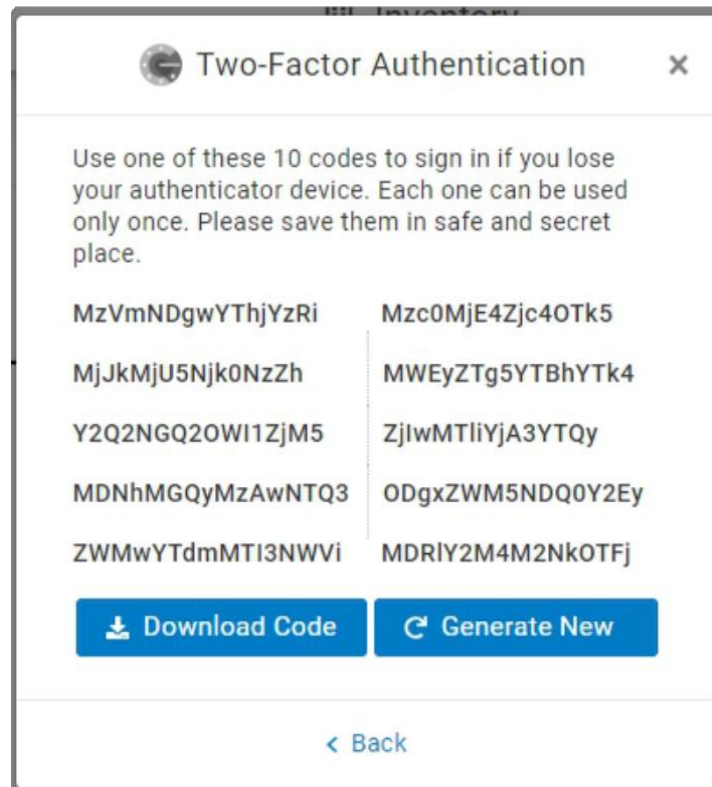 Two-Factor Authentication ×
Use one of these 10 codes to sign in if you lose
your authenticator device. Each one can be used
only once. Please save them in safe and secret
place.
MzVmNDgwYThjYzRi Mzc0MjE4Zjc4OTk5
MjJkMjU5Njk0NzZh MWEyZTg5YTBhYTk4
Y2Q2NGQ2OWI1ZjM5 ZjIwMTliYjA3YTQy
MDNhMGQyMzAwNTQ3 ODgxZWM5NDQ0Y2Ey
ZWMwYTdmMTI3NWVi MDRlY2M4M2NkOTFj
Download Code Generate New
< Back